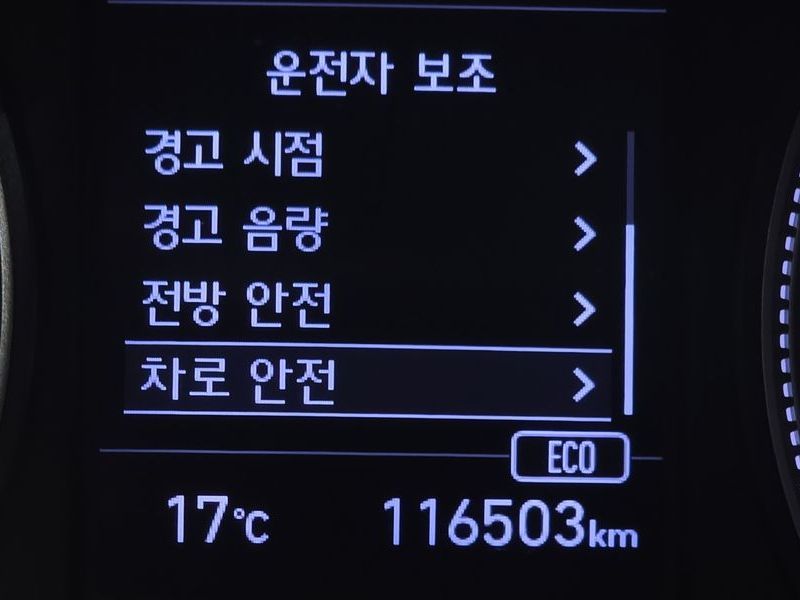 운전자 보조
경고 시점
경고 음량
전방 안전
차로 안전
ECO
17°C 116503km